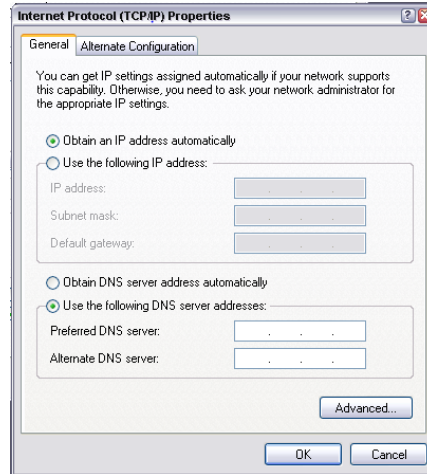 Internet Protocol (TCP/IP) Properties
General
Alternate Configuration
You can get IP settings assigned automatically if your network supports
this capability. Otherwise, you need to ask your network administrator for
the appropriate IP settings.
Obtain an IP address automatically
Use the following IP address:
IP address:
Subnet mask:
Default gateway:
Obtain DNS server address automatically
Use the following DNS server addresses:
Preferred DNS server:
Alternate DNS server:
Advanced...
OK
Cancel